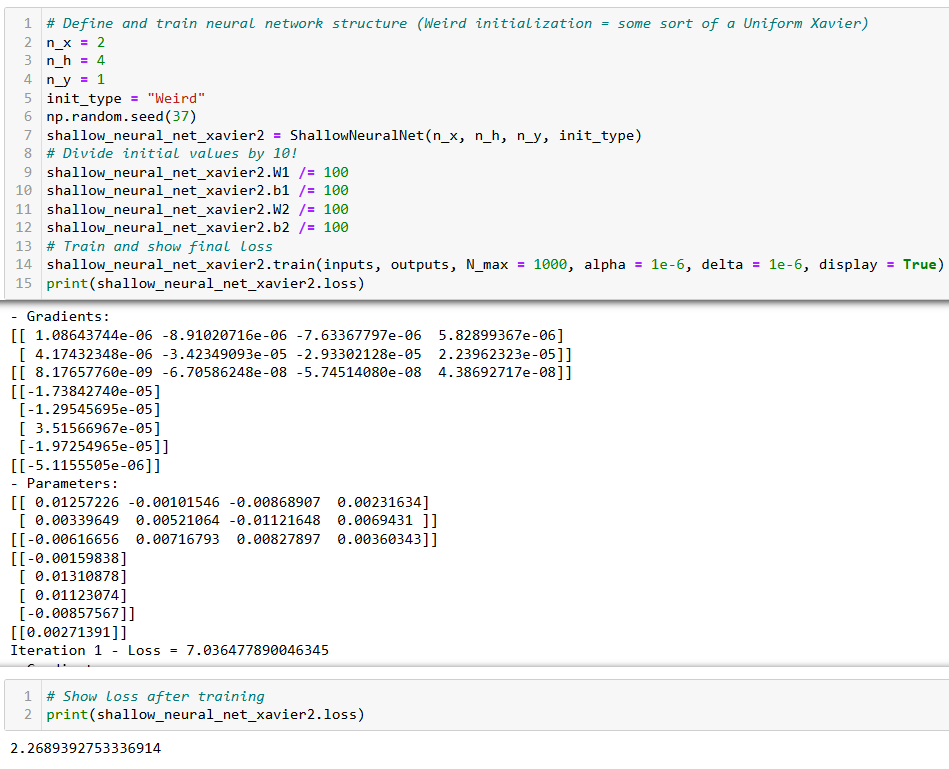 1 # Define and train neural network structure (Weird initialization = some sort of a Uniform Xavier)
2 n_x = 2
3 n_h = 4
4 n_y = 1
5 init_type = "Weird"
6 np.random.seed(37)
7 shallow_neural_net_xavier2 = ShallowNeuralNet(n_x, n_h, n_y, init_type)
8 # Divide initial values by 10!
9 shallow_neural_net_xavier2.W1 /= 100
10 shallow_neural_net_xavier2.b1 /= 100
11 shallow_neural_net_xavier2.W2 /= 100
12 shallow_neural_net_xavier2.b2 /= 100
13 # Train and show final loss
14 shallow_neural_net_xavier2.train(inputs, outputs, N_max = 1000, alpha = 1e-6, delta = 1e-6, display = True)
15 print(shallow_neural_net_xavier2.loss)
- Gradients:
[[ 1.08643744e-06 -8.91020716e-06 -7.63367797e-06  5.82899367e-06]
 [ 4.17432348e-06 -3.42349093e-05 -2.93302128e-05  2.23962323e-05]]
[[ 8.17657760e-09 -6.70586248e-08 -5.74514080e-08  4.38692717e-08]]
[[-1.73842740e-05]
 [-1.29545695e-05]
 [ 3.51566967e-05]
 [-1.97254965e-05]]
[[-5.1155505e-06]]
- Parameters:
[[ 0.01257226 -0.00101546 -0.00868907  0.00231634]
 [ 0.00339649  0.00521064 -0.01121648  0.0069431 ]]
[[-0.00616656  0.00716793  0.00827897  0.00360343]]
[[-0.00159838]
 [ 0.01310878]
 [ 0.01123074]
 [-0.00857567]]
[[0.00271391]]
Iteration 1 - Loss = 7.036477890046345
1 # Show loss after training
2 print(shallow_neural_net_xavier2.loss)
2.2689392753336914